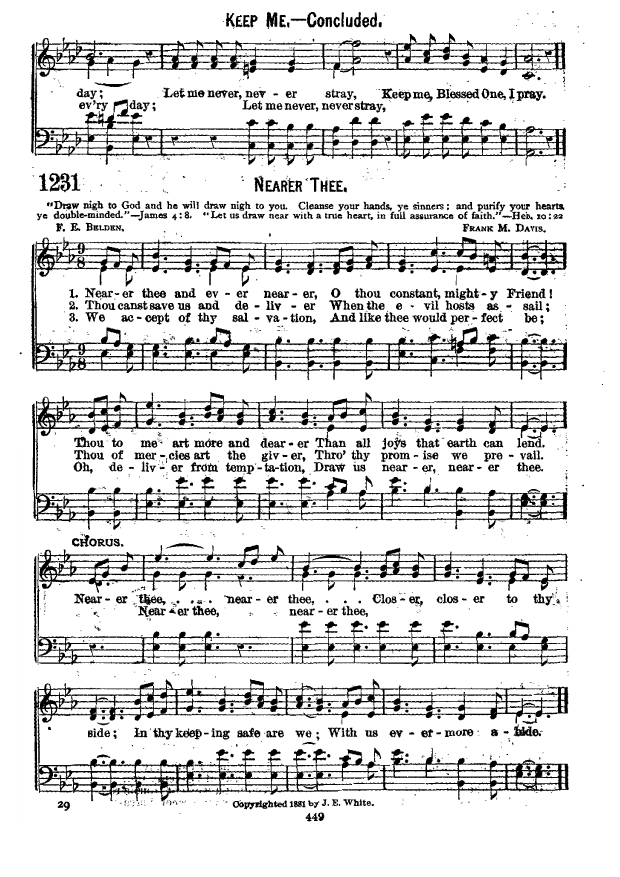 KEEP ME.—Concluded.
day; Let me never, nev - er stray, Keep me, Blessed One, I pray.
ev'ry day; Let me never, never stray,
1231 NEARER THEE.
"Draw nigh to God and he will draw nigh to you. Cleanse your hands, ye sinners; and purify your hearts,
ye double-minded."—James 4:8. "Let us draw near with a true heart, in full assurance of faith."—Heb. 10:22
F. E. BELDEN. FRANK M. DAVIS.
1. Near-er thee and ev - er near-er, O thou constant, might-y Friend!
2. Thou canst save us and de - liv - er When the e - vil hosts as - sail;
3. We ac - cept of thy sal - va - tion, And like thee would per - fect be;
Thou to me art more and dear-er Than all joys that earth can lend.
Thou of mer-cies art the giv - er, Thro' thy prom-ise we pre - vail.
Oh, de - liv - er from temp-ta-tion, Draw us near-er, near-er thee.
CHORUS.
Near-er thee, . . . . near-er thee, . . . . Clos-er, clos-er to thy
Near-er thee, near-er thee,
side; In thy keep-ing safe are we; With us ev - er-more a - bide.
29 Copyrighted 1881 by J. E. White.
449